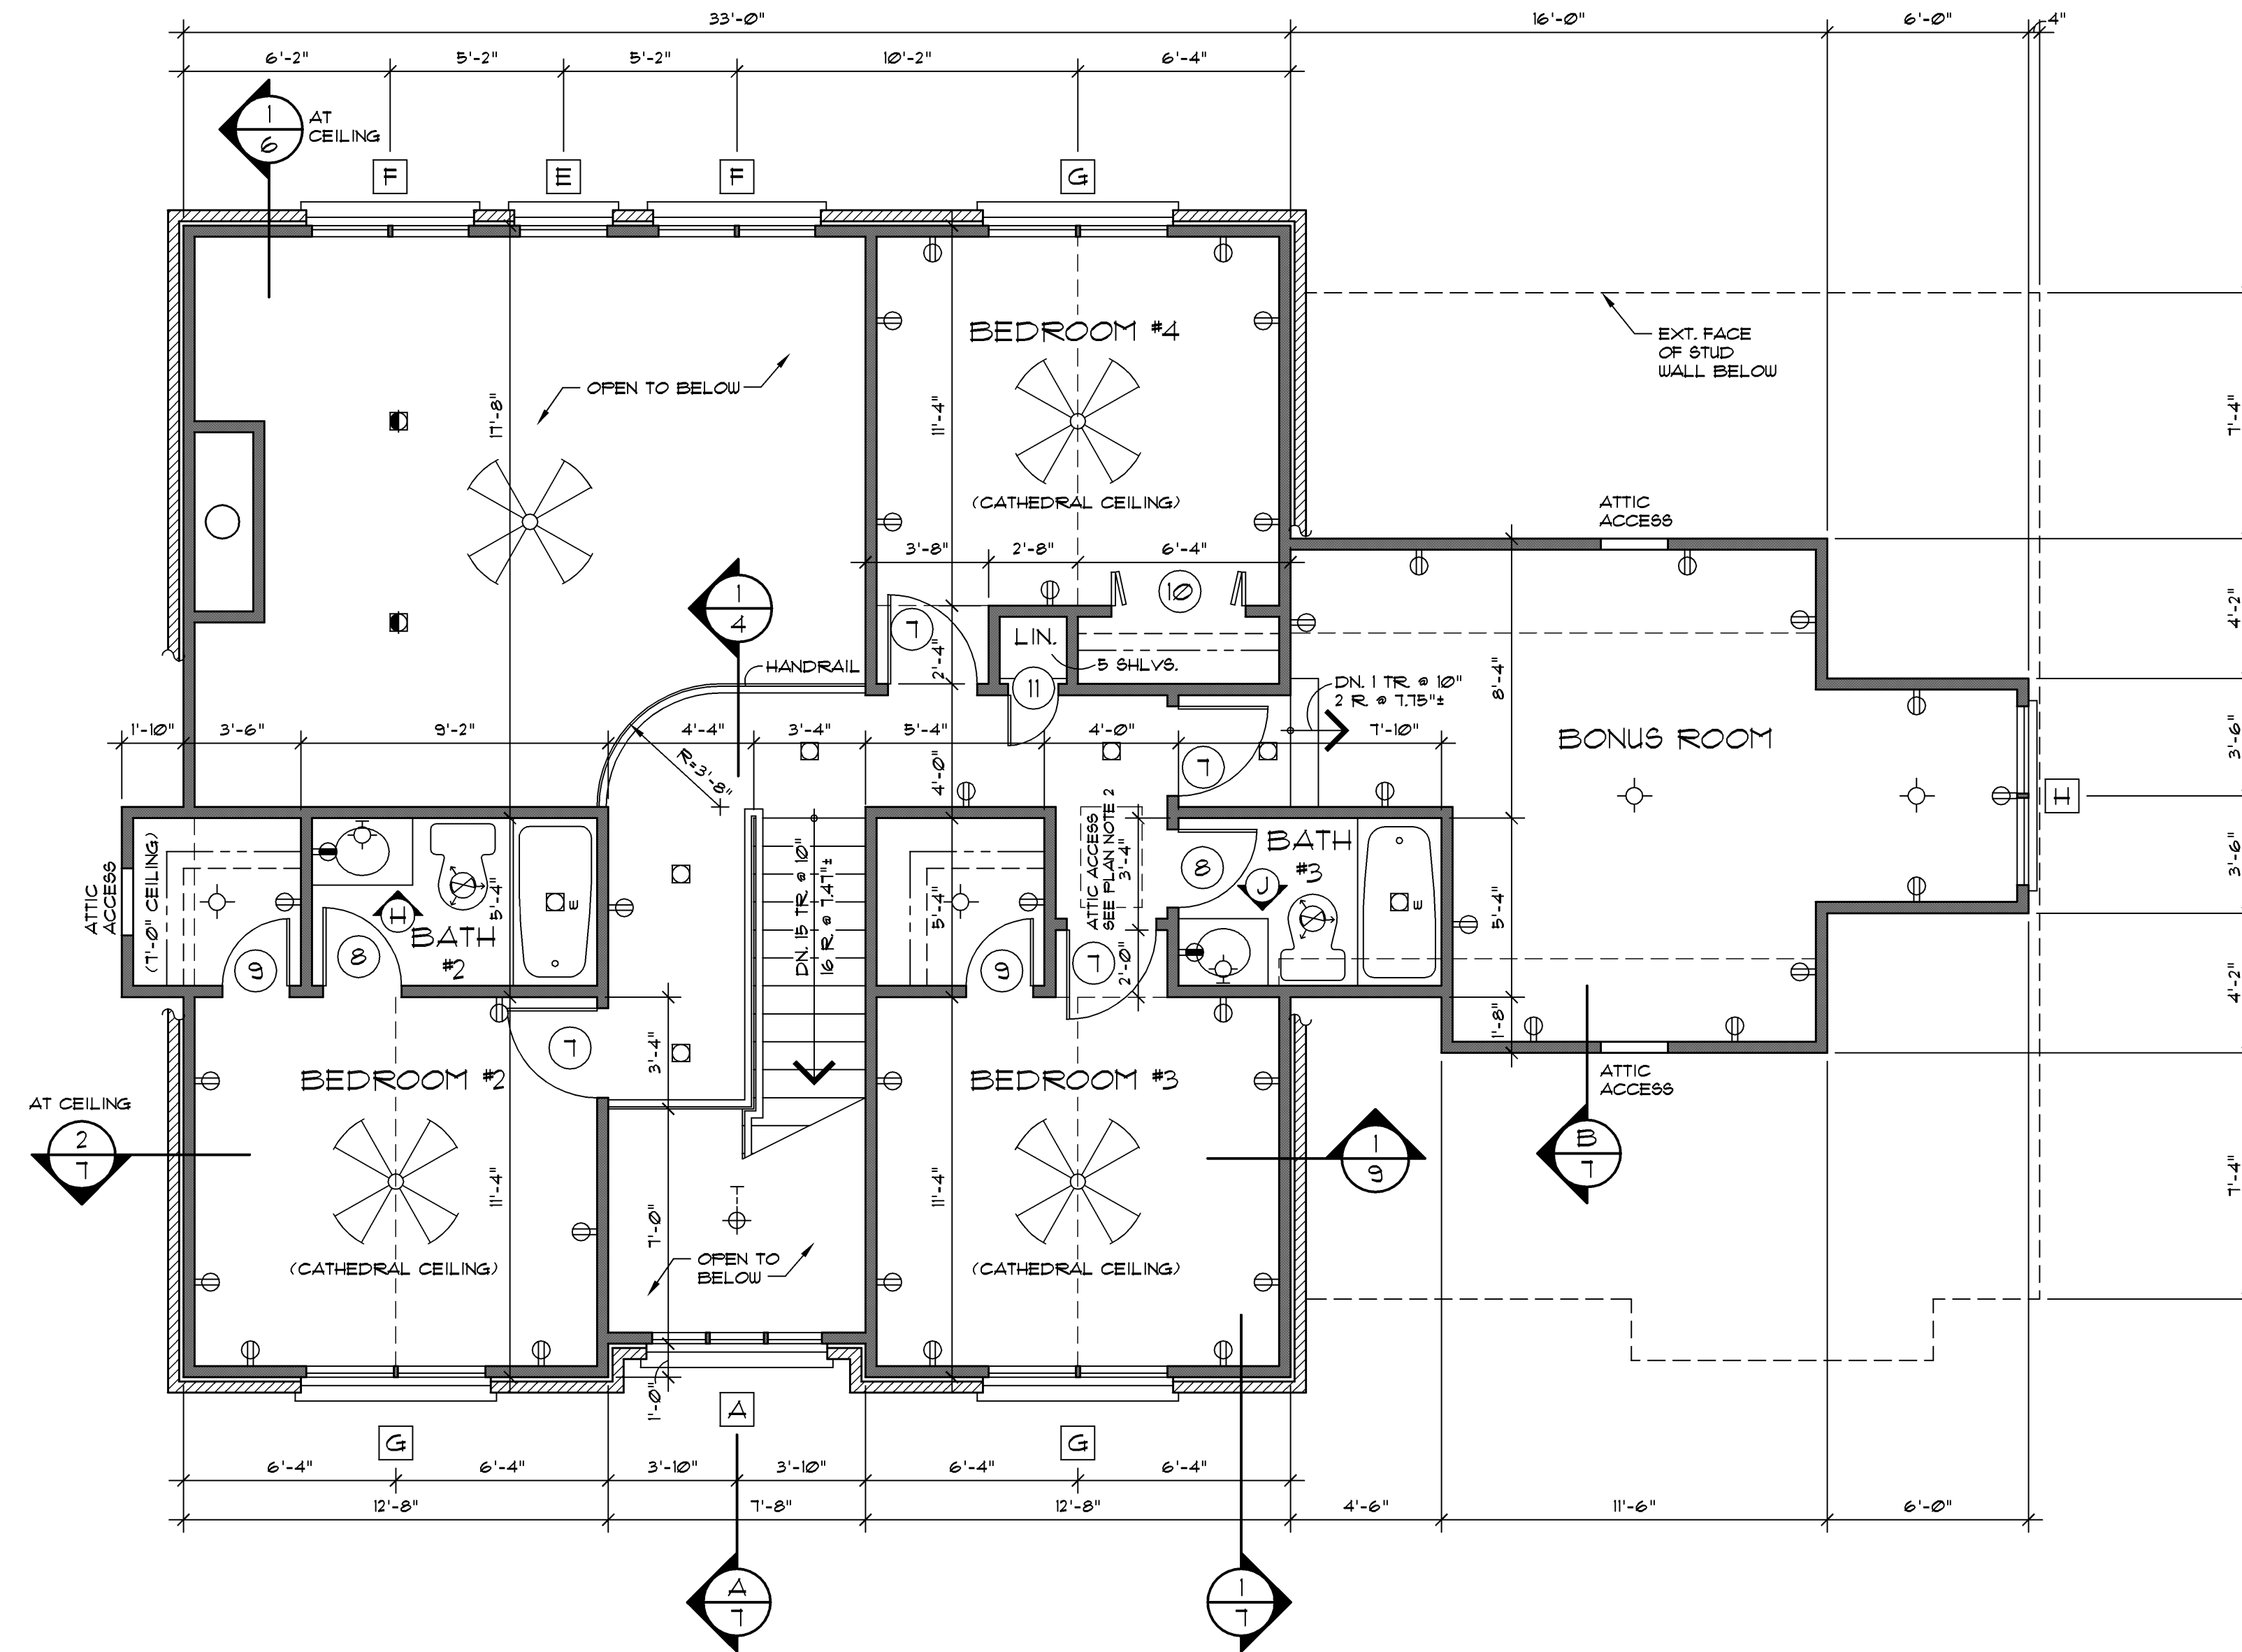 33'-0"
16'-0"
6'-0"
4"
6'-2"
5'-2"
5'-2"
10'-2"
6'-4"
1
6
AT
CEILING
F
E
F
G
BEDROOM #4
EXT. FACE
OF STUD
WALL BELOW
OPEN TO BELOW
17'-8"
11'-4"
7'-4"
(CATHEDRAL CEILING)
ATTIC
ACCESS
3'-8"
2'-8"
6'-4"
10
1
4
7
LIN.
5 SHLVS.
2'-4"
11
HANDRAIL
DN. 1 TR. @ 10"
2 R. @ 7.75"±
8'-4"
4'-2"
1'-10"
3'-6"
9'-2"
4'-4"
3'-4"
5'-4"
4'-0"
7'-10"
BONUS ROOM
3'-6"
R=3'-8"
4'-0"
7
H
ATTIC
ACCESS
(7'-0" CEILING)
9
8
H
BATH
#2
5'-4"
W
DN. 15 TR. @ 10"
16 R. @ 7.47"±
5'-4"
9
ATTIC ACCESS
SEE PLAN NOTE 2
3'-4"
2'-0"
7
8
BATH
#3
J
W
5'-4"
3'-6"
4'-2"
1'-8"
7
3'-4"
BEDROOM #2
BEDROOM #3
ATTIC
ACCESS
AT CEILING
2
7
1
9
B
7
11'-4"
7'-0"
11'-4"
7'-4"
(CATHEDRAL CEILING)
OPEN TO
BELOW
(CATHEDRAL CEILING)
1'-0"
G
A
G
6'-4"
6'-4"
3'-10"
3'-10"
6'-4"
6'-4"
12'-8"
7'-8"
12'-8"
4'-6"
11'-6"
6'-0"
A
7
1
7